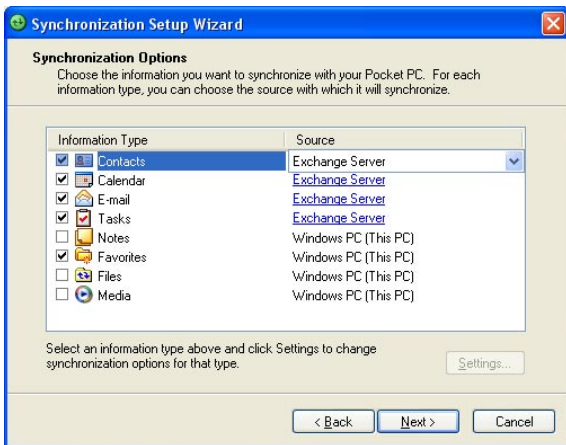 Synchronization Setup Wizard
Synchronization Options
Choose the information you want to synchronize with your Pocket PC. For each
information type, you can choose the source with which it will synchronize.
Information Type Source
Contacts Exchange Server
Calendar Exchange Server
E-mail Exchange Server
Tasks Exchange Server
Notes Windows PC (This PC)
Favorites Windows PC (This PC)
Files Windows PC (This PC)
Media Windows PC (This PC)
Select an information type above and click Settings to change
synchronization options for that type.
Settings...
< Back Next > Cancel